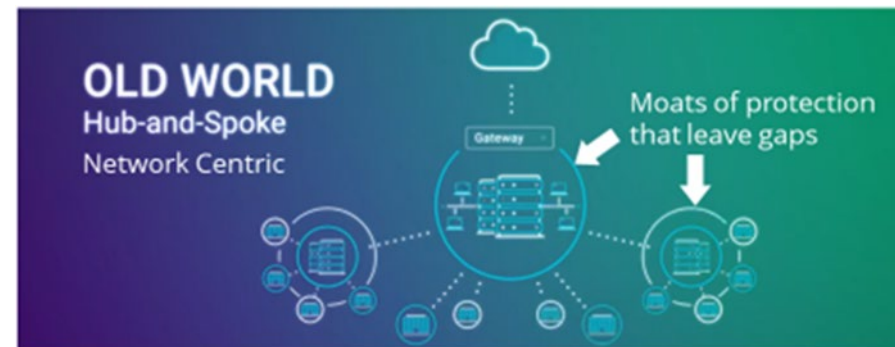 OLD WORLD
Hub-and-Spoke
Network Centric
Gateway
Moats of protection
that leave gaps